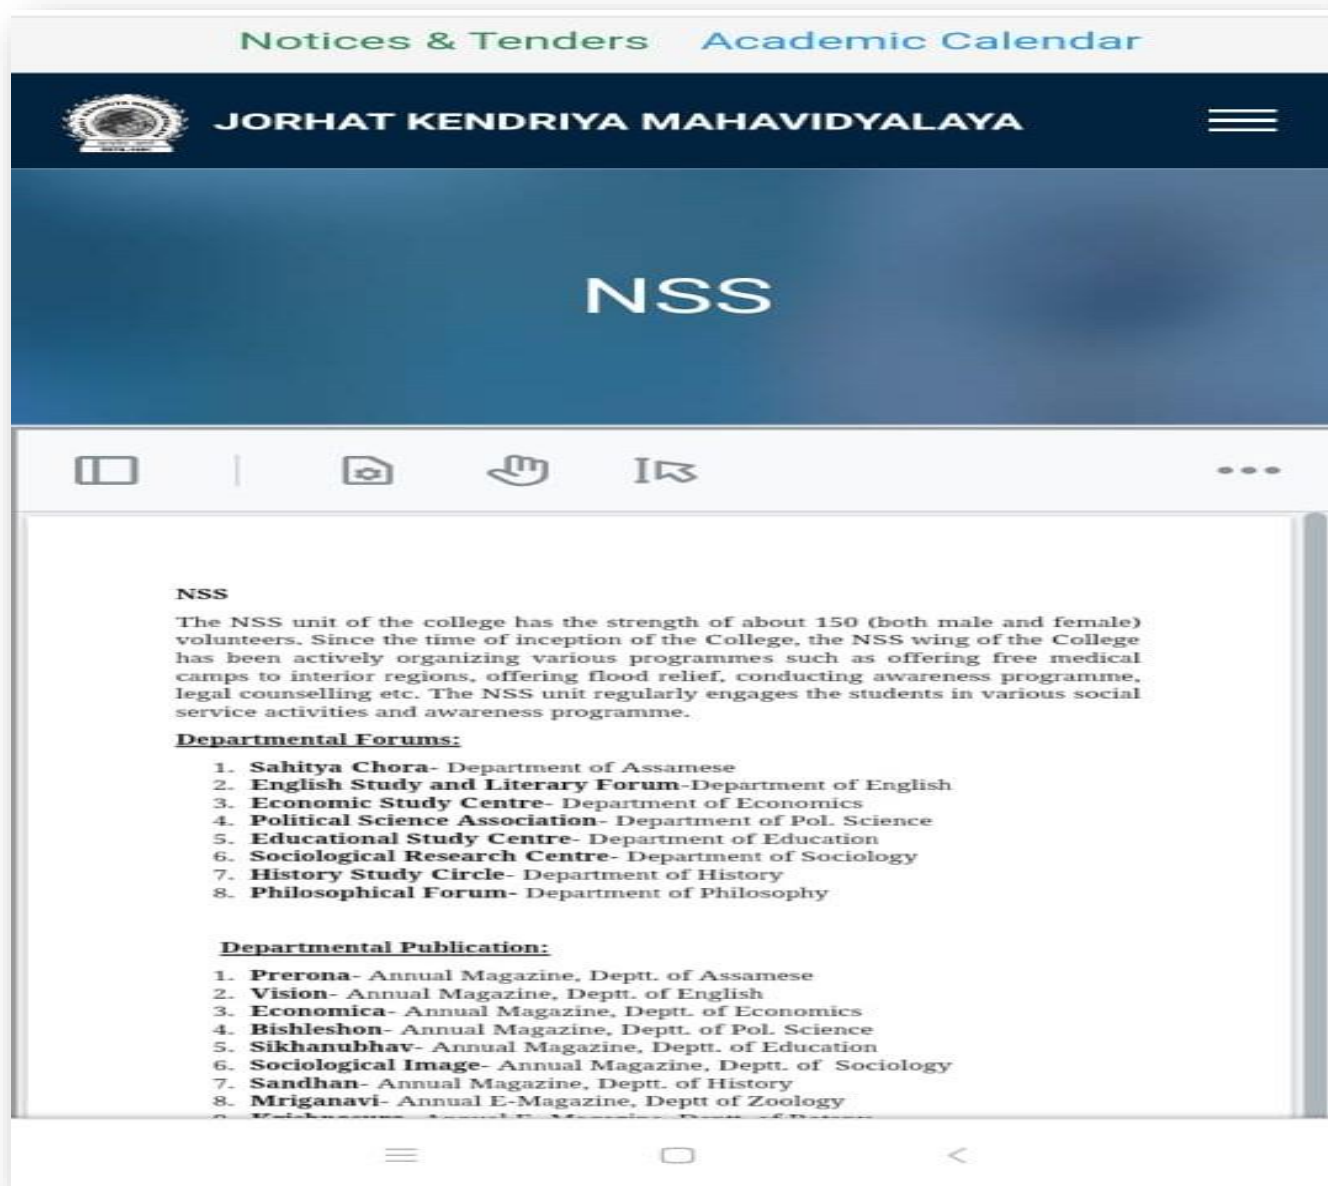 Notices & Tenders Academic Calendar
JORHAT KENDRIYA MAHAVIDYALAYA
NSS
NSS
The NSS unit of the college has the strength of about 150 (both male and female)
volunteers. Since the time of inception of the College, the NSS wing of the College
has been actively organizing various programmes such as offering free medical
camps to interior regions, offering flood relief, conducting awareness programme,
legal counselling etc. The NSS unit regularly engages the students in various social
service activities and awareness programme.
Departmental Forums:
1. Sahitya Chora- Department of Assamese
2. English Study and Literary Forum-Department of English
3. Economic Study Centre- Department of Economics
4. Political Science Association- Department of Pol. Science
5. Educational Study Centre- Department of Education
6. Sociological Research Centre- Department of Sociology
7. History Study Circle- Department of History
8. Philosophical Forum- Department of Philosophy
Departmental Publication:
1. Prerona- Annual Magazine, Deptt. of Assamese
2. Vision- Annual Magazine, Deptt. of English
3. Economica- Annual Magazine, Deptt. of Economics
4. Bishleshon- Annual Magazine, Deptt. of Pol. Science
5. Sikhanubhav- Annual Magazine, Deptt. of Education
6. Sociological Image- Annual Magazine, Deptt. of Sociology
7. Sandhan- Annual Magazine, Deptt. of History
8. Mriganavi- Annual E-Magazine, Deptt of Zoology